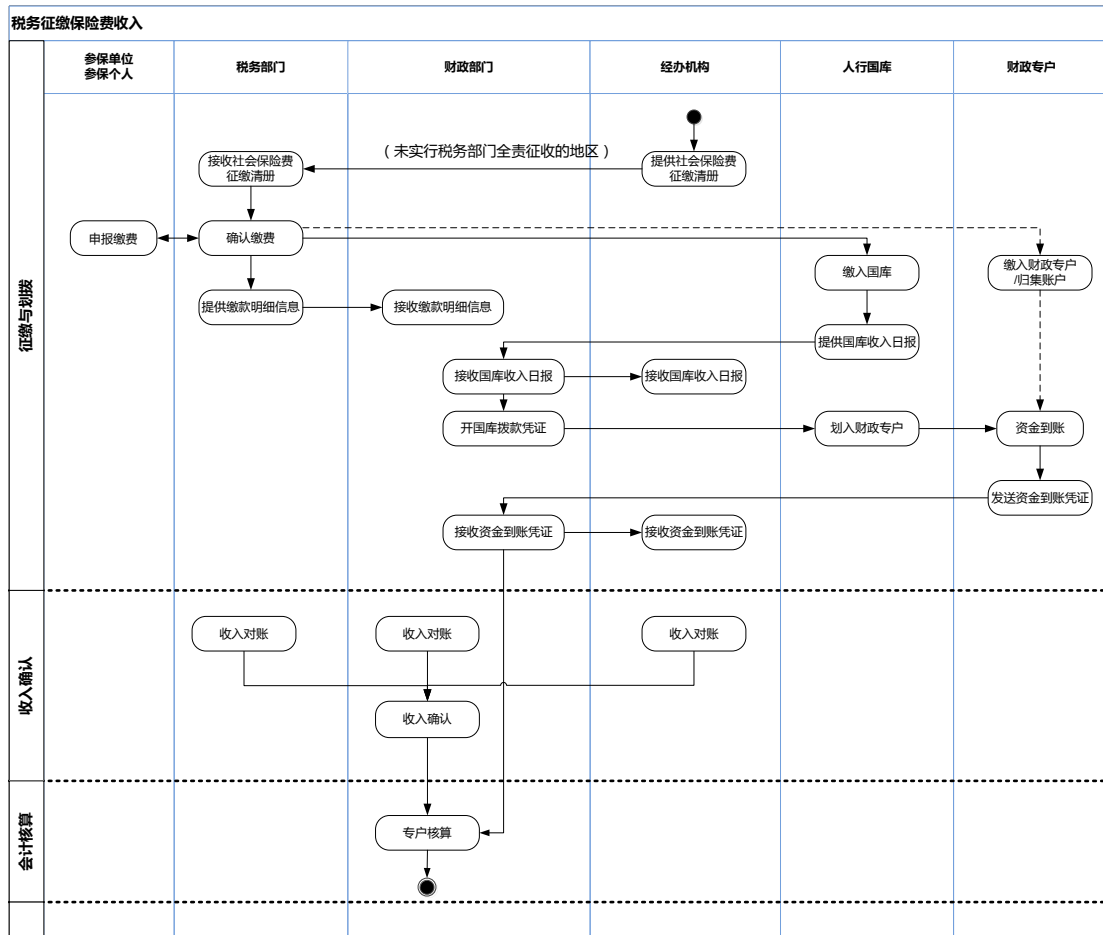 税务征缴保险费收入
参保单位
参保个人
税务部门
财政部门
经办机构
人行国库
财政专户
征缴与划拨
（未实行税务部门全责征收的地区）
接收社会保险费
征缴清册
提供社会保险费
征缴清册
申报缴费
确认缴费
缴入国库
缴入财政专户
/归集账户
提供缴款明细信息
接收缴款明细信息
提供国库收入日报
接收国库收入日报
接收国库收入日报
开国库拨款凭证
划入财政专户
资金到账
发送资金到账凭证
接收资金到账凭证
接收资金到账凭证
收入确认
收入对账
收入对账
收入对账
收入确认
会计核算
专户核算